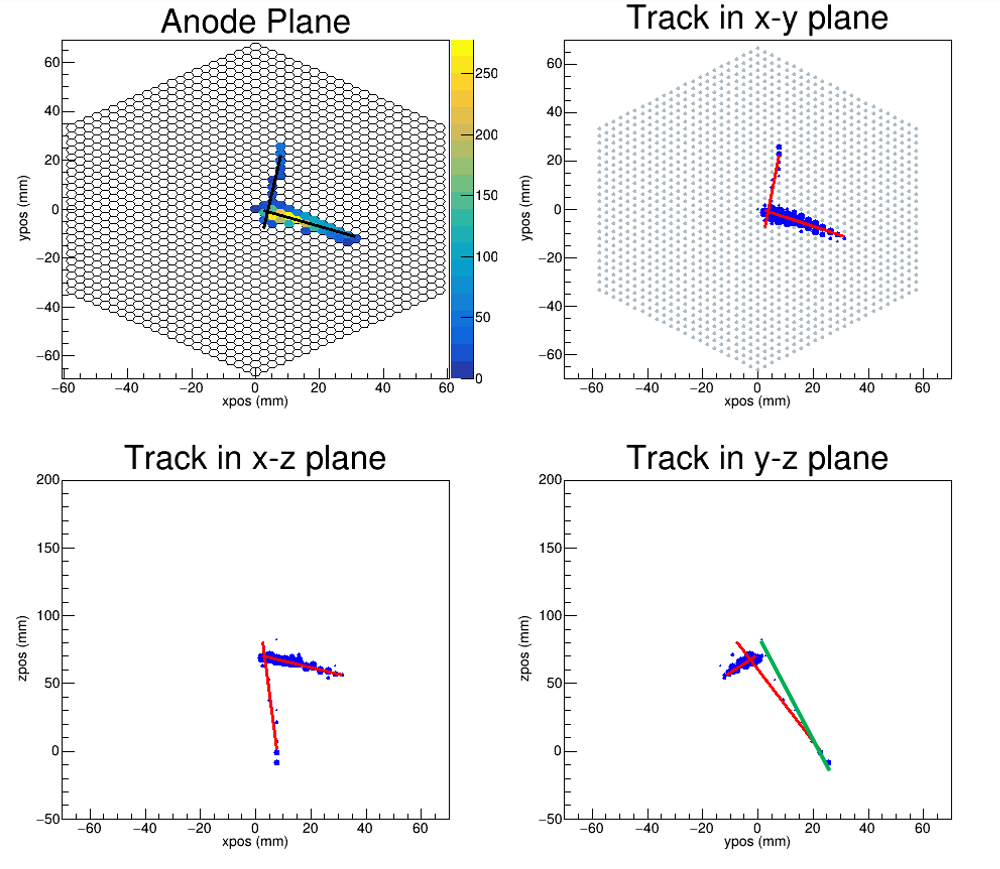 Anode Plane
60
40
20
0
−20
−40
−60
ypos (mm)
−60 −40 −20 0 20 40 60
xpos (mm)
250
200
150
100
50
0
Track in x-y plane
60
40
20
0
−20
−40
−60
ypos (mm)
−60 −40 −20 0 20 40 60
xpos (mm)
Track in x-z plane
200
150
100
50
0
−50
zpos (mm)
−60 −40 −20 0 20 40 60
xpos (mm)
Track in y-z plane
200
150
100
50
0
−50
zpos (mm)
−60 −40 −20 0 20 40 60
ypos (mm)